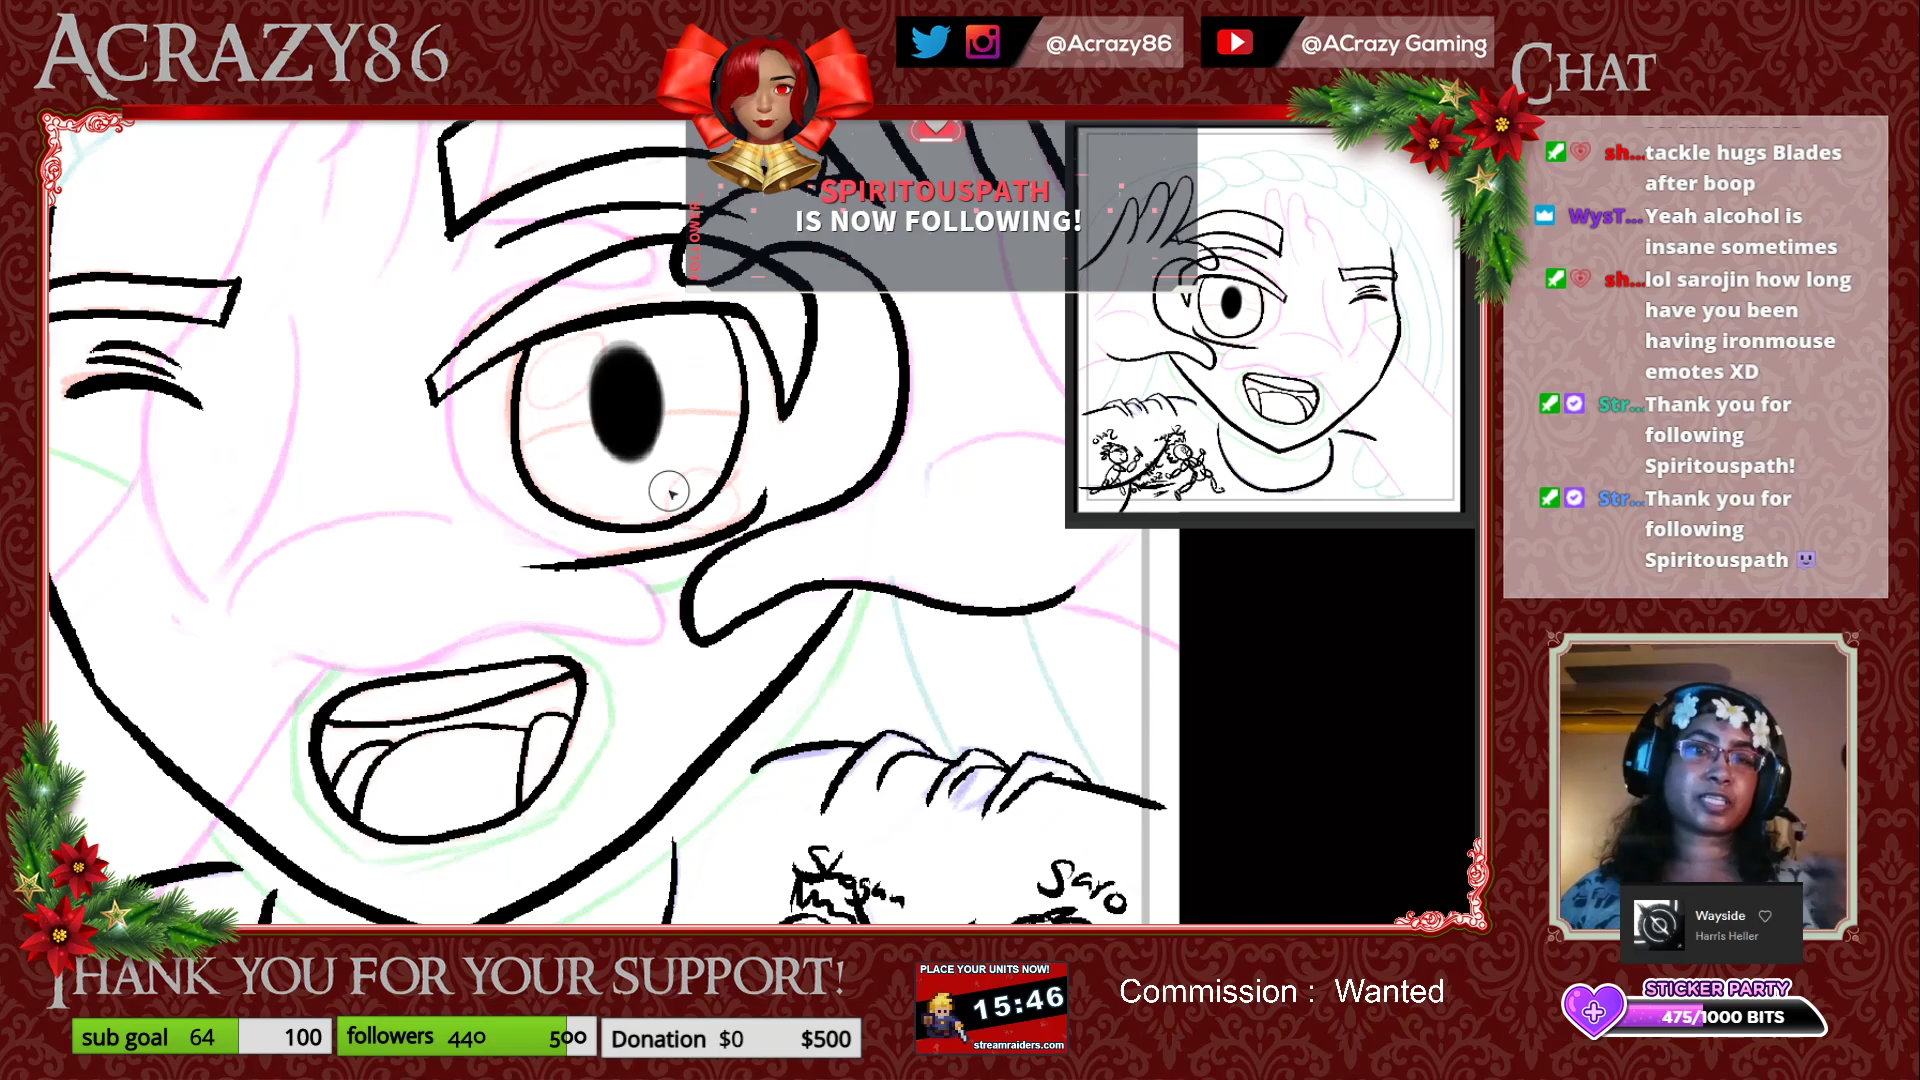 ACRAZY86
@Acrazy86
@ACrazy Gaming
CHAT
FOLLOWER
SPIRITOUSPATH
IS NOW FOLLOWING!
sh...tackle hugs Blades
after boop
WysT...Yeah alcohol is
insane sometimes
sh...lol sarojin how long
have you been
having ironmouse
emotes XD
Str...Thank you for
following
Spiritouspath!
Str...Thank you for
following
Spiritouspath
Saro
Wayside
Harris Heller
THANK YOU FOR YOUR SUPPORT!
sub goal 64 100
followers 440 500
Donation $0 $500
PLACE YOUR UNITS NOW!
15:46
streamraiders.com
Commission : Wanted
STICKER PARTY
475/1000 BITS